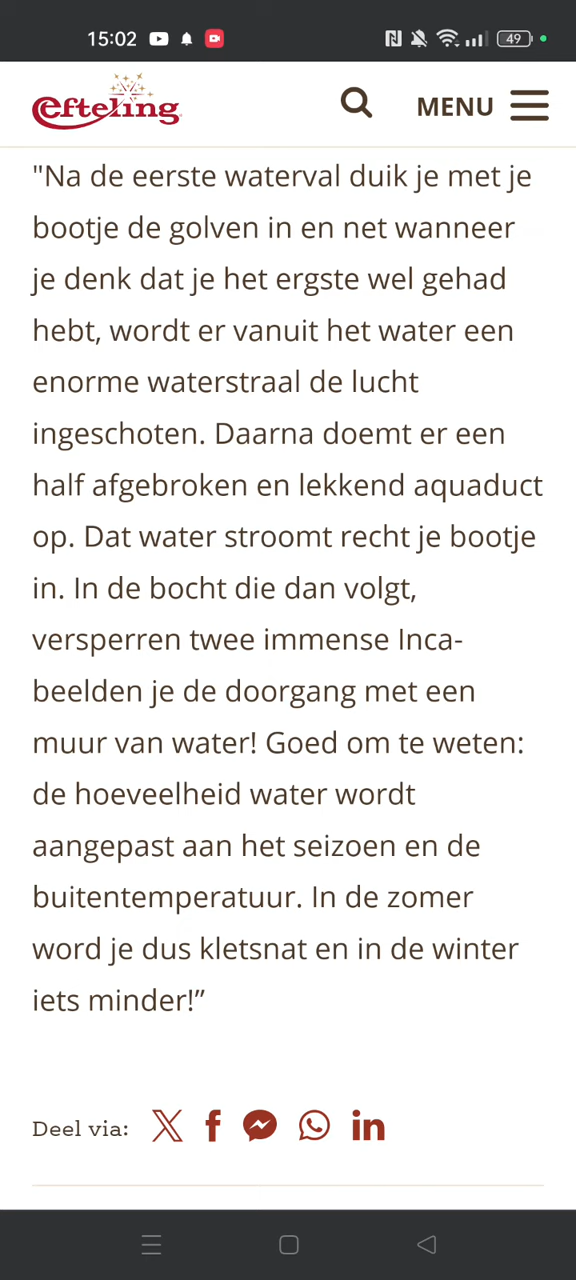 15:02
49
efteling
MENU
"Na de eerste waterval duik je met je
bootje de golven in en net wanneer
je denk dat je het ergste wel gehad
hebt, wordt er vanuit het water een
enorme waterstraal de lucht
ingeschoten. Daarna doemt er een
half afgebroken en lekkend aquaduct
op. Dat water stroomt recht je bootje
in. In de bocht die dan volgt,
versperren twee immense Inca-
beelden je de doorgang met een
muur van water! Goed om te weten:
de hoeveelheid water wordt
aangepast aan het seizoen en de
buitentemperatuur. In de zomer
word je dus kletsnat en in de winter
iets minder!”
Deel via: